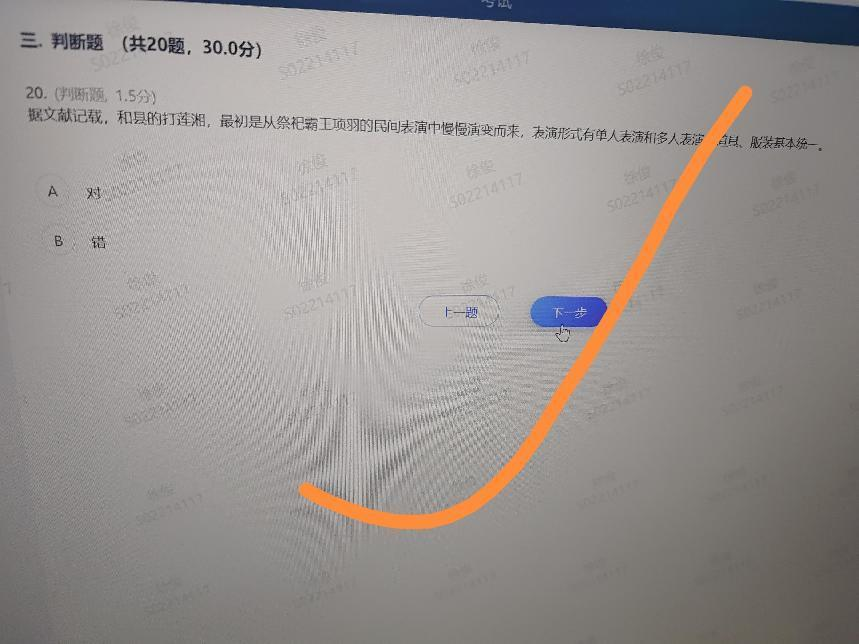 考试
三. 判断题 （共20题，30.0分）
20. (判断题, 1.5分)
据文献记载，和县的打莲湘，最初是从祭祀霸王项羽的民间表演中慢慢演变而来，表演形式有单人表演和多人表演，道具、服装基本统一。
A 对
B 错
上一题 下一步
徐俊
S02214117